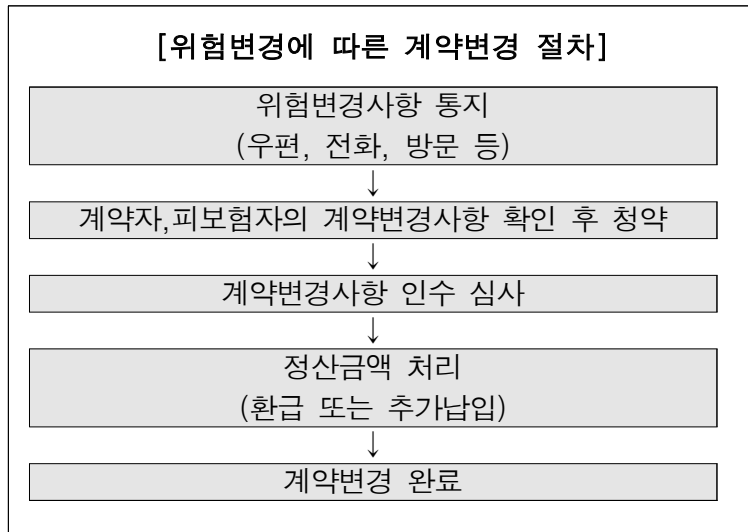 [위험변경에 따른 계약변경 절차]
위험변경사항 통지
(우편, 전화, 방문 등)
↓
계약자,피보험자의 계약변경사항 확인 후 청약
↓
계약변경사항 인수 심사
↓
정산금액 처리
(환급 또는 추가납입)
↓
계약변경 완료